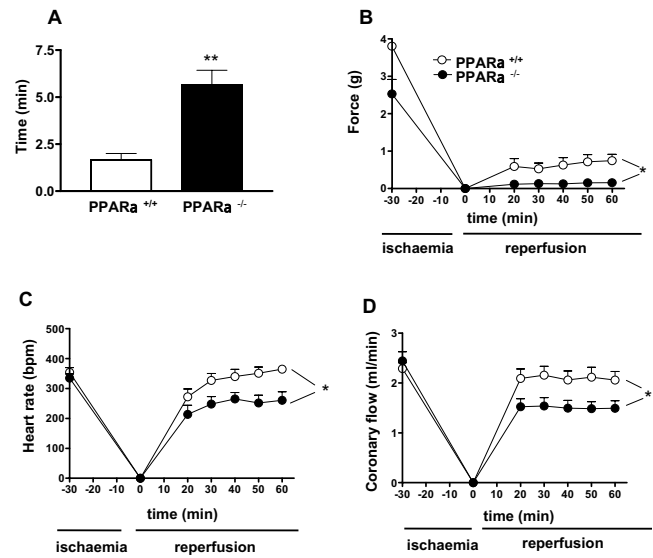 A
Time (min)
7.5
5.0
2.5
0.0
**
PPARa +/+
PPARa -/-
B
Force (g)
4
3
2
1
0
PPARa +/+
PPARa -/-
*
-30 -20 -10 0 10 20 30 40 50 60
time (min)
ischaemia reperfusion
C
Heart rate (bpm)
500
400
300
200
100
0
*
-30 -20 -10 0 10 20 30 40 50 60
time (min)
ischaemia reperfusion
D
Coronary flow (ml/min)
3
2
1
0
*
-30 -20 -10 0 10 20 30 40 50 60
time (min)
ischaemia reperfusion